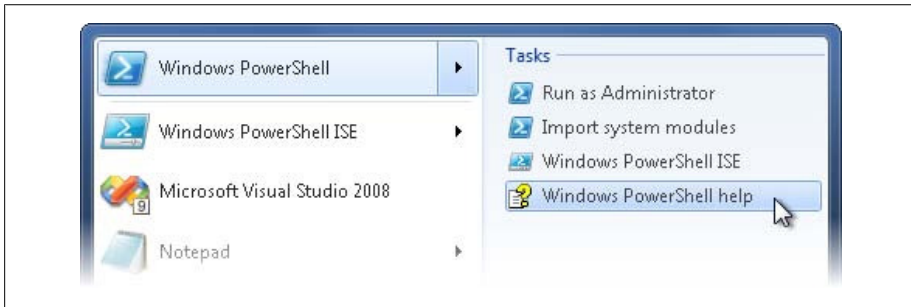 Windows PowerShell
Windows PowerShell ISE
Microsoft Visual Studio 2008
9
Notepad
Tasks
Run as Administrator
Import system modules
Windows PowerShell ISE
Windows PowerShell help